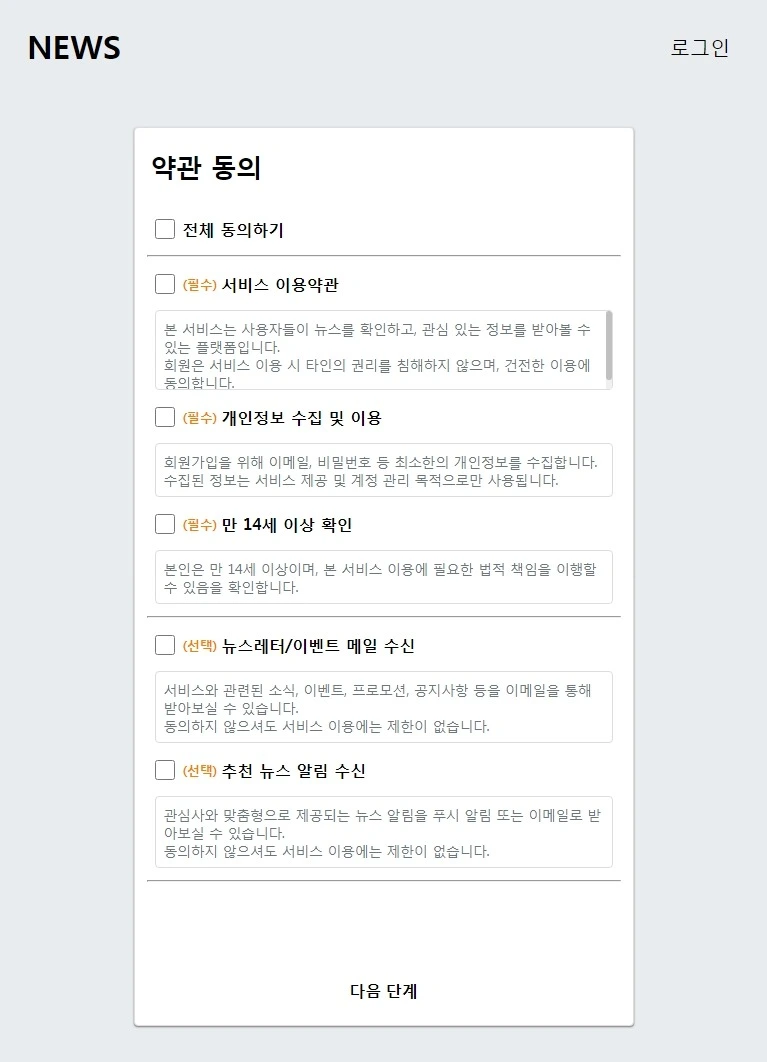 NEWS
로그인
약관 동의
전체 동의하기
(필수) 서비스 이용약관
본 서비스는 사용자들이 뉴스를 확인하고, 관심 있는 정보를 받아볼 수
있는 플랫폼입니다.
회원은 서비스 이용 시 타인의 권리를 침해하지 않으며, 건전한 이용에
동의합니다.
(필수) 개인정보 수집 및 이용
회원가입을 위해 이메일, 비밀번호 등 최소한의 개인정보를 수집합니다.
수집된 정보는 서비스 제공 및 계정 관리 목적으로만 사용됩니다.
(필수) 만 14세 이상 확인
본인은 만 14세 이상이며, 본 서비스 이용에 필요한 법적 책임을 이행할
수 있음을 확인합니다.
(선택) 뉴스레터/이벤트 메일 수신
서비스와 관련된 소식, 이벤트, 프로모션, 공지사항 등을 이메일을 통해
받아보실 수 있습니다.
동의하지 않으셔도 서비스 이용에는 제한이 없습니다.
(선택) 추천 뉴스 알림 수신
관심사와 맞춤형으로 제공되는 뉴스 알림을 푸시 알림 또는 이메일로 받
아보실 수 있습니다.
동의하지 않으셔도 서비스 이용에는 제한이 없습니다.
다음 단계